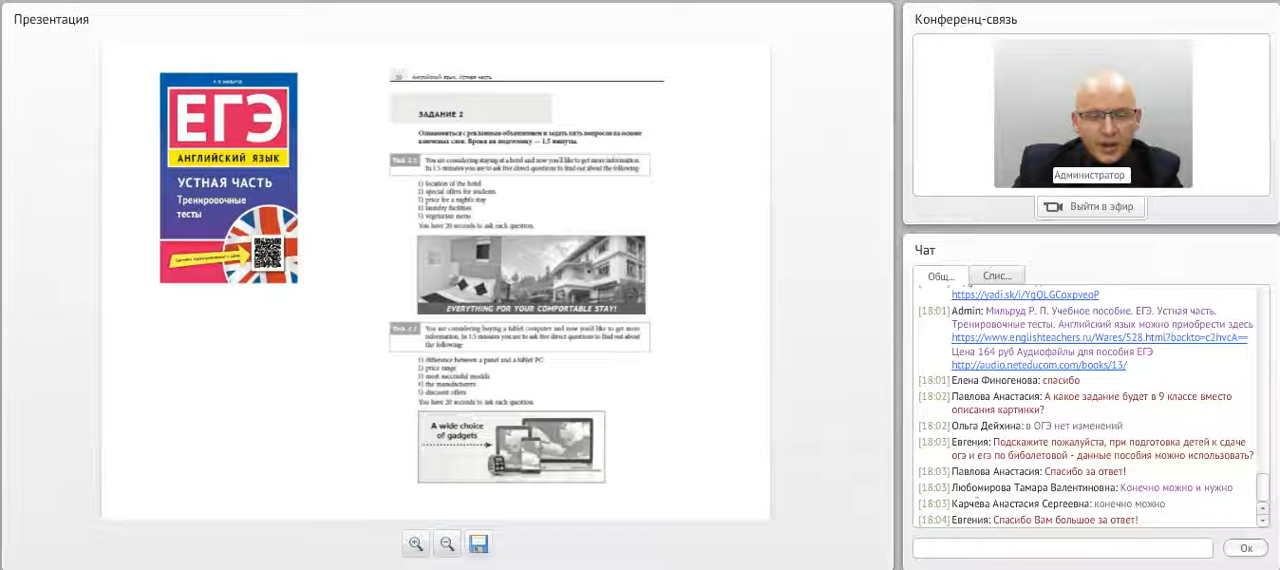 Презентация
Р. П. МИЛЬРУД
ЕГЭ
АНГЛИЙСКИЙ ЯЗЫК
УСТНАЯ ЧАСТЬ
Тренировочные
тесты
Английский язык. Устная часть
ЗАДАНИЕ 2
Ознакомиться с рекламным объявлением и задать пять вопросов на основе
ключевых слов. Время на подготовку — 1.5 минуты.
Task 2.1 You are considering staying at a hotel and now you'd like to get more information.
In 1.5 minutes you are to ask five direct questions to find out about the following:
1) location of the hotel
2) special offers for students
3) price for a night's stay
4) laundry facilities
5) vegetarian menu
You have 20 seconds to ask each question.
EVERYTHING FOR YOUR COMFORTABLE STAY!
Task 2.2 You are considering buying a tablet computer and now you'd like to get more
information. In 1.5 minutes you are to ask five direct questions to find out about
the following:
1) difference between a panel and a tablet PC
2) price range
3) most successful models
4) the manufacturers
5) discount offers
You have 20 seconds to ask each question.
A wide choice
of gadgets
Конференц-связь
Администратор
Выйти в эфир
Чат
Общ...
Спис...
https://yadi.sk/i/YgOLGCoxpveoP
[18:01] Admin: Мильруд Р. П. Учебное пособие. ЕГЭ. Устная часть.
Тренировочные тесты. Английский язык можно приобрести здесь
https://www.englishteachers.ru/Wares/528.html?backto=c2hvcA==
Цена 164 руб Аудиофайлы для пособия ЕГЭ
http://audio.neteducom.com/books/13/
[18:01] Елена Финогенова: спасибо
[18:02] Павлова Анастасия: А какое задание будет в 9 классе вместо
описания картинки?
[18:02] Ольга Дейхина: в ОГЭ нет изменений
[18:03] Евгения: Подскажите пожалуйста, при подготовка детей к сдаче
огэ и егэ по биболетовой - данные пособия можно использовать?
[18:03] Павлова Анастасия: Спасибо за ответ!
[18:03] Любомирова Тамара Валентиновна: Конечно можно и нужно
[18:03] Карчёва Анастасия Сергеевна: конечно можно
[18:04] Евгения: Спасибо Вам большое за ответ!
Ок